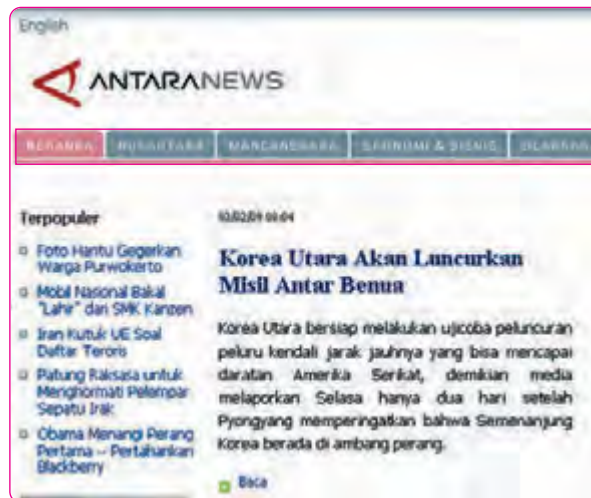 English
ANTARANEWS
BERANDA NUSANTARA MANCANEGARA EKONOMI & BISNIS OLAHRAGA
Terpopuler
Foto Hantu Gegerkan
Warga Purwokerto
Mobil Nasional Bakal
"Lahir" dari SMK Kanzen
Iran Kutuk UE Soal
Daftar Teroris
Patung Raksasa untuk
Menghormati Pelempar
Sepatu Irak
Obama Menangi Perang
Pertama -- Pertahankan
Blackberry
Korea Utara Akan Luncurkan
Misil Antar Benua
Korea Utara bersiap melakukan ujicoba peluncuran
peluru kendali jarak jauhnya yang bisa mencapai
daratan Amerika Serikat, demikian media
melaporkan Selasa hanya dua hari setelah
Pyongyang memperingatkan bahwa Semenanjung
Korea berada di ambang perang.
Baca